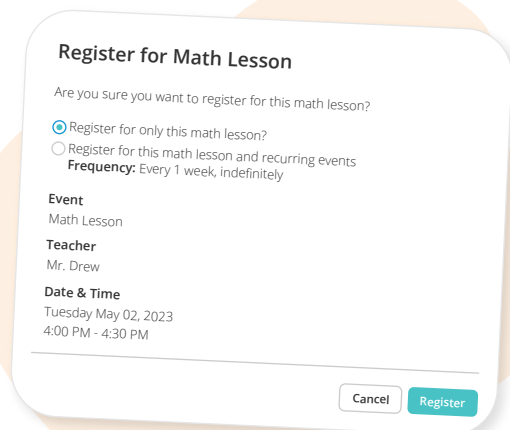 Register for Math Lesson
Are you sure you want to register for this math lesson?
Register for only this math lesson?
Register for this math lesson and recurring events
Frequency: Every 1 week, indefinitely
Event
Math Lesson
Teacher
Mr. Drew
Date & Time
Tuesday May 02, 2023
4:00 PM - 4:30 PM
Cancel
Register